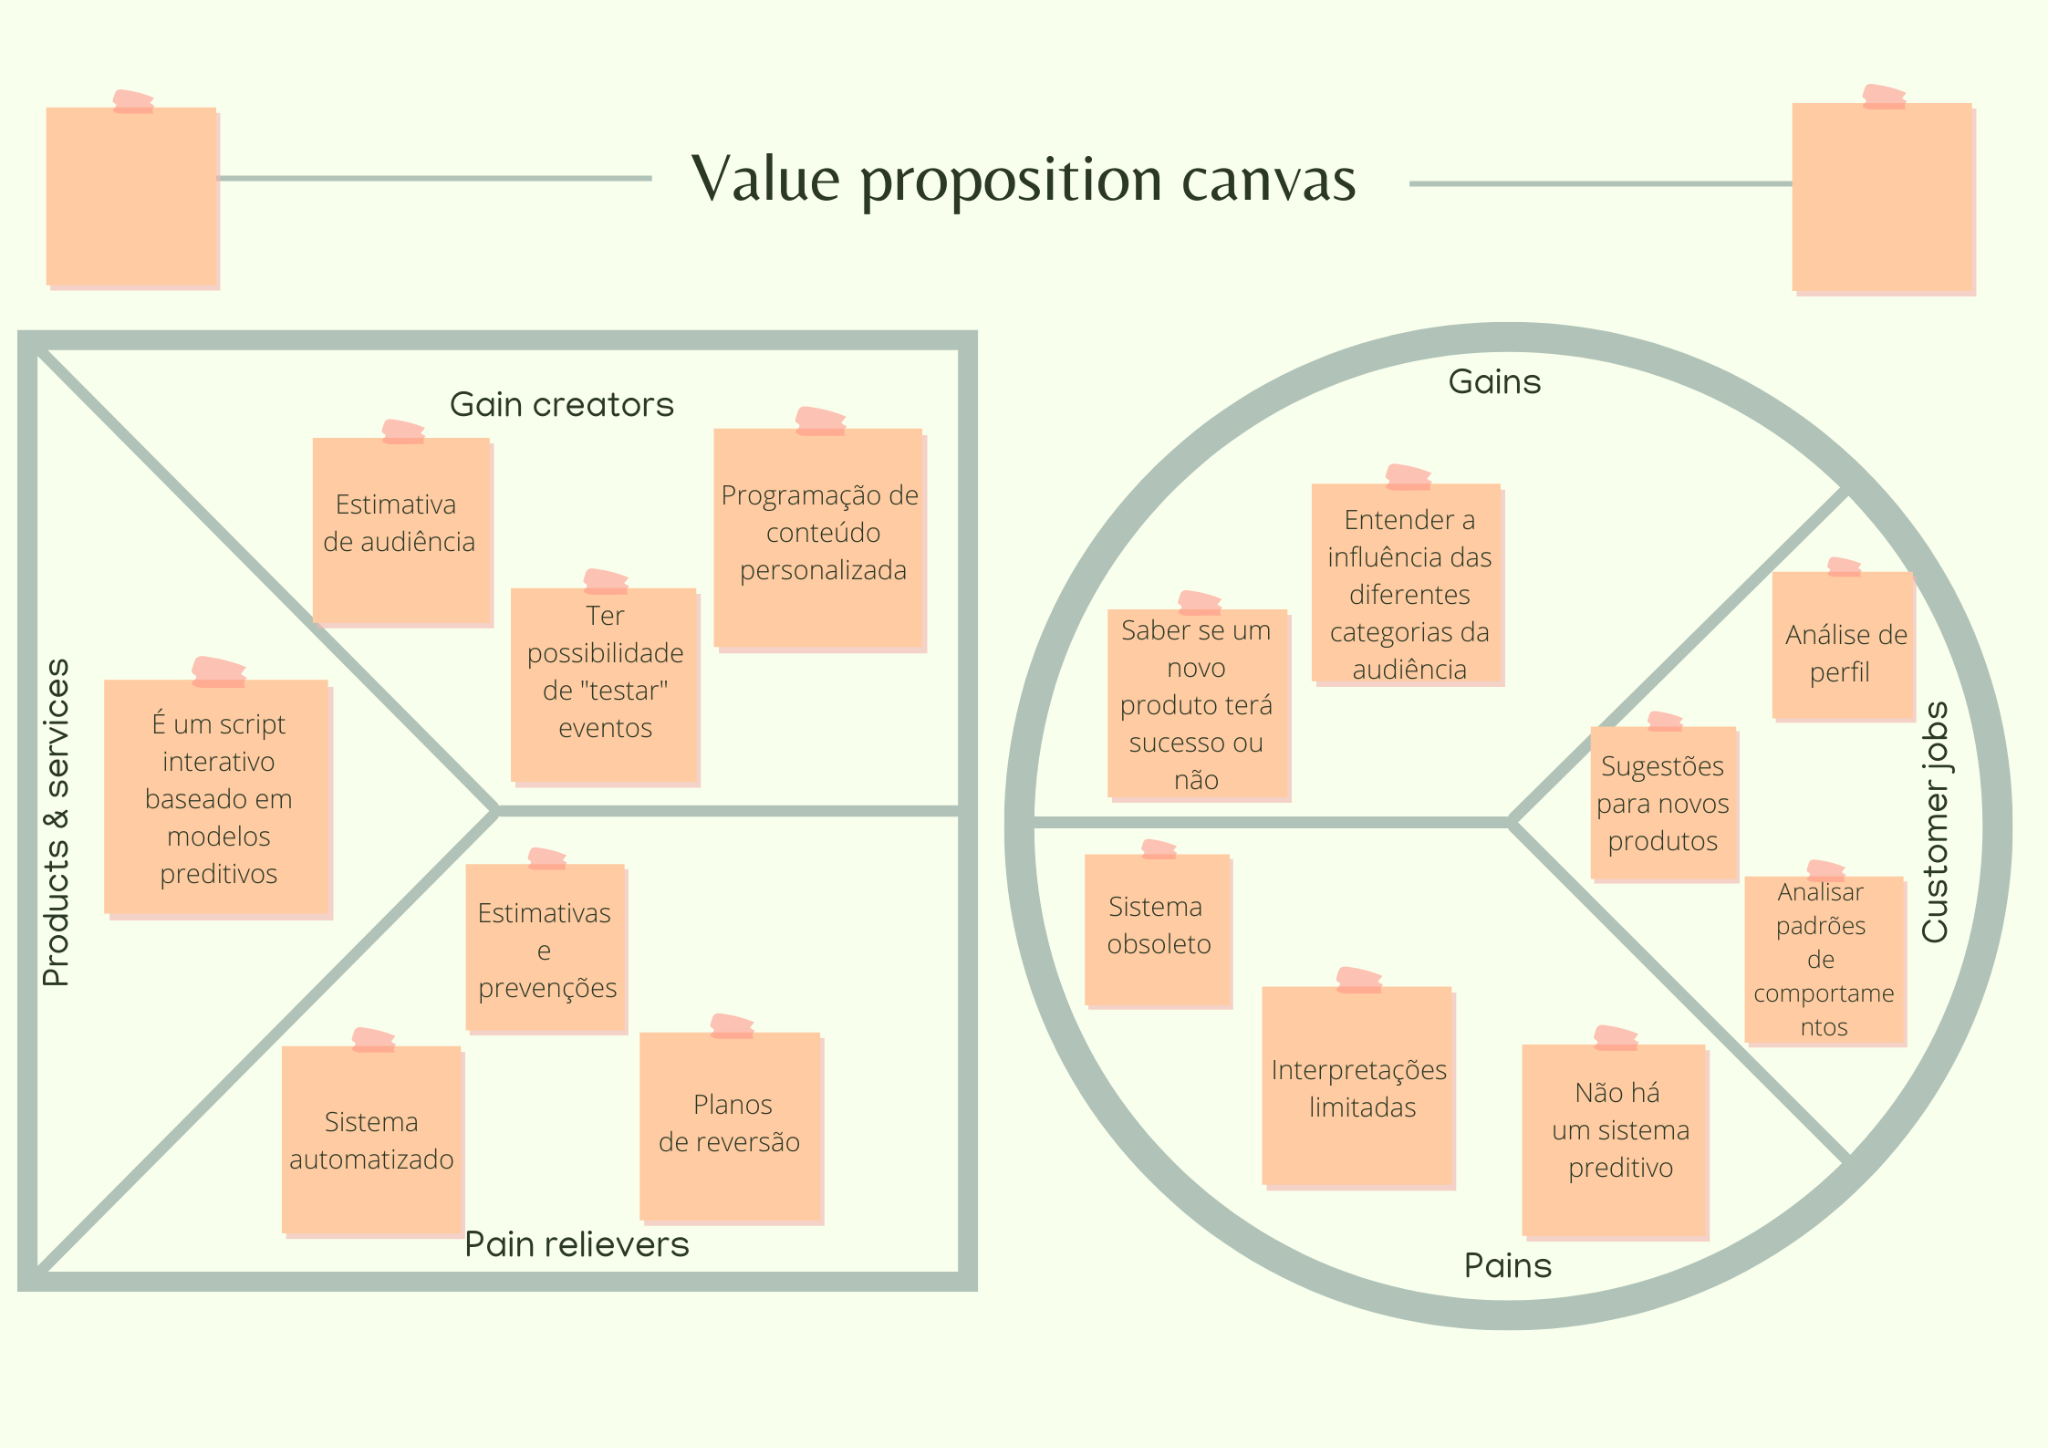 Value proposition canvas
Gain creators
Estimativa
de audiência
Ter
possibilidade
de "testar"
eventos
Programação de
conteúdo
personalizada
Products & services
É um script
interativo
baseado em
modelos
preditivos
Estimativas
e
prevenções
Sistema
automatizado
Planos
de reversão
Pain relievers
Gains
Entender a
influência das
diferentes
categorias da
audiência
Saber se um
novo
produto terá
sucesso ou
não
Customer jobs
Análise de
perfil
Sugestões
para novos
produtos
Analisar
padrões
de
comportame
ntos
Sistema
obsoleto
Interpretações
limitadas
Não há
um sistema
preditivo
Pains